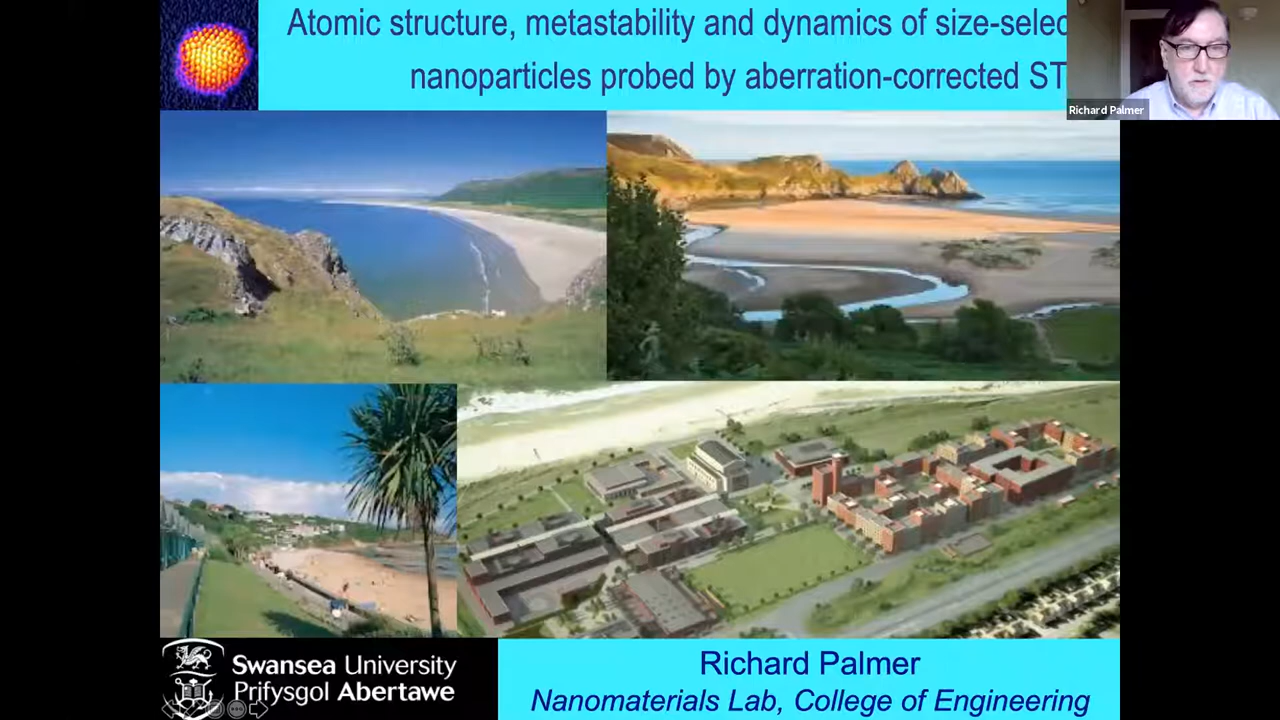 Atomic structure, metastability and dynamics of size-selec
nanoparticles probed by aberration-corrected ST
Richard Palmer
Swansea University
Prifysgol Abertawe
Richard Palmer
Nanomaterials Lab, College of Engineering